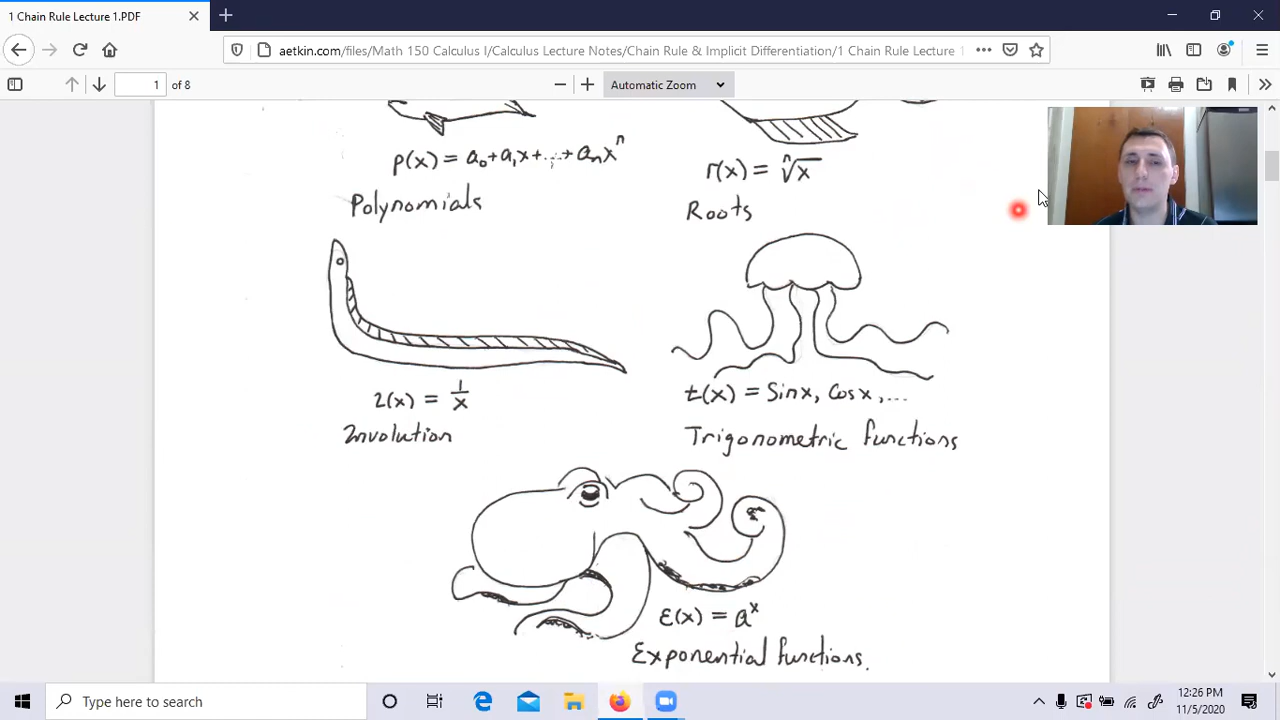 1 Chain Rule Lecture 1.PDF
aetkin.com/files/Math 150 Calculus I/Calculus Lecture Notes/Chain Rule & Implicit Differentiation/1 Chain Rule Lecture 1
1 of 8
Automatic Zoom
p(x) = a₀+a₁x+...+aₙxⁿ
r(x) = ⁿ√x
Polynomials
Roots
ι(x) = 1/x
t(x) = Sinx, Cosx, ...
Involution
Trigonometric functions
ε(x) = aˣ
Exponential functions.
Type here to search
12:26 PM
11/5/2020